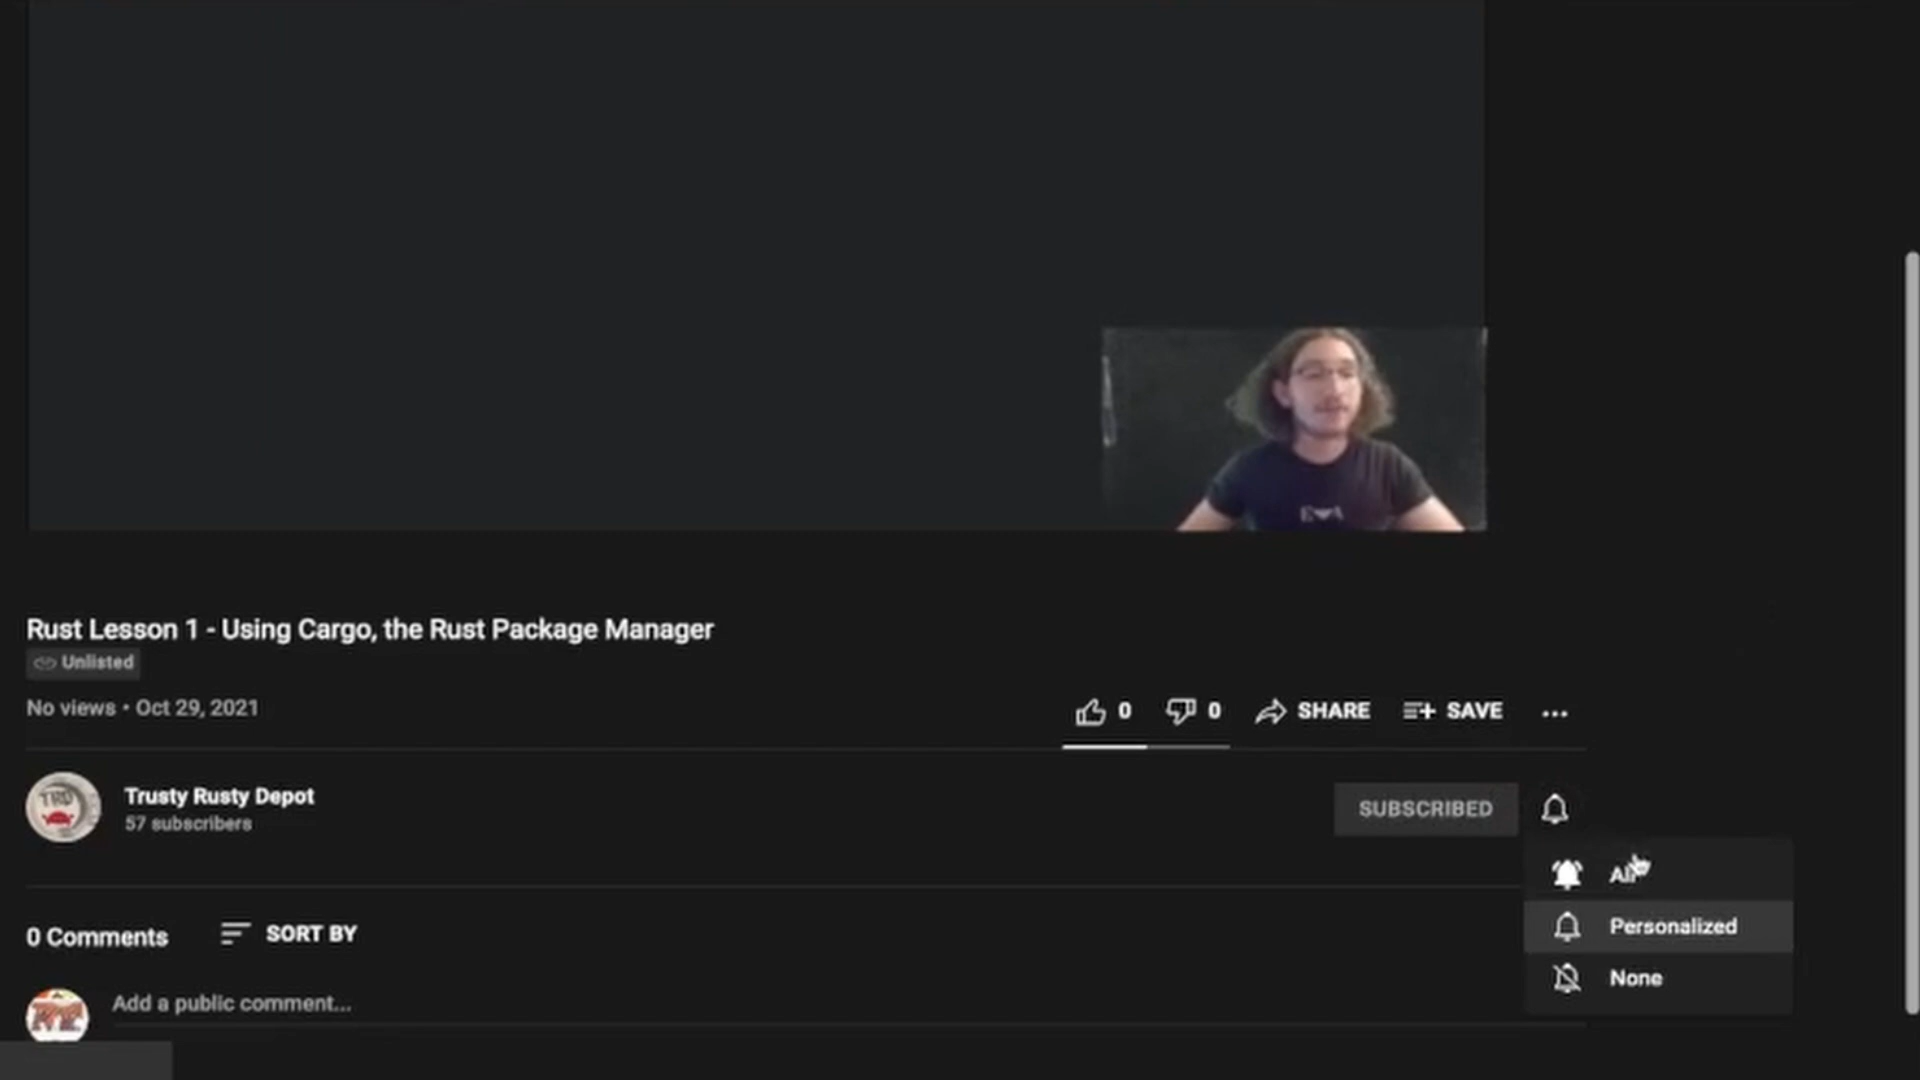 Rust Lesson 1 - Using Cargo, the Rust Package Manager
Unlisted
No views • Oct 29, 2021
0
0
SHARE
SAVE
TRD
Trusty Rusty Depot
57 subscribers
SUBSCRIBED
All
Personalized
None
0 Comments
SORT BY
Add a public comment...